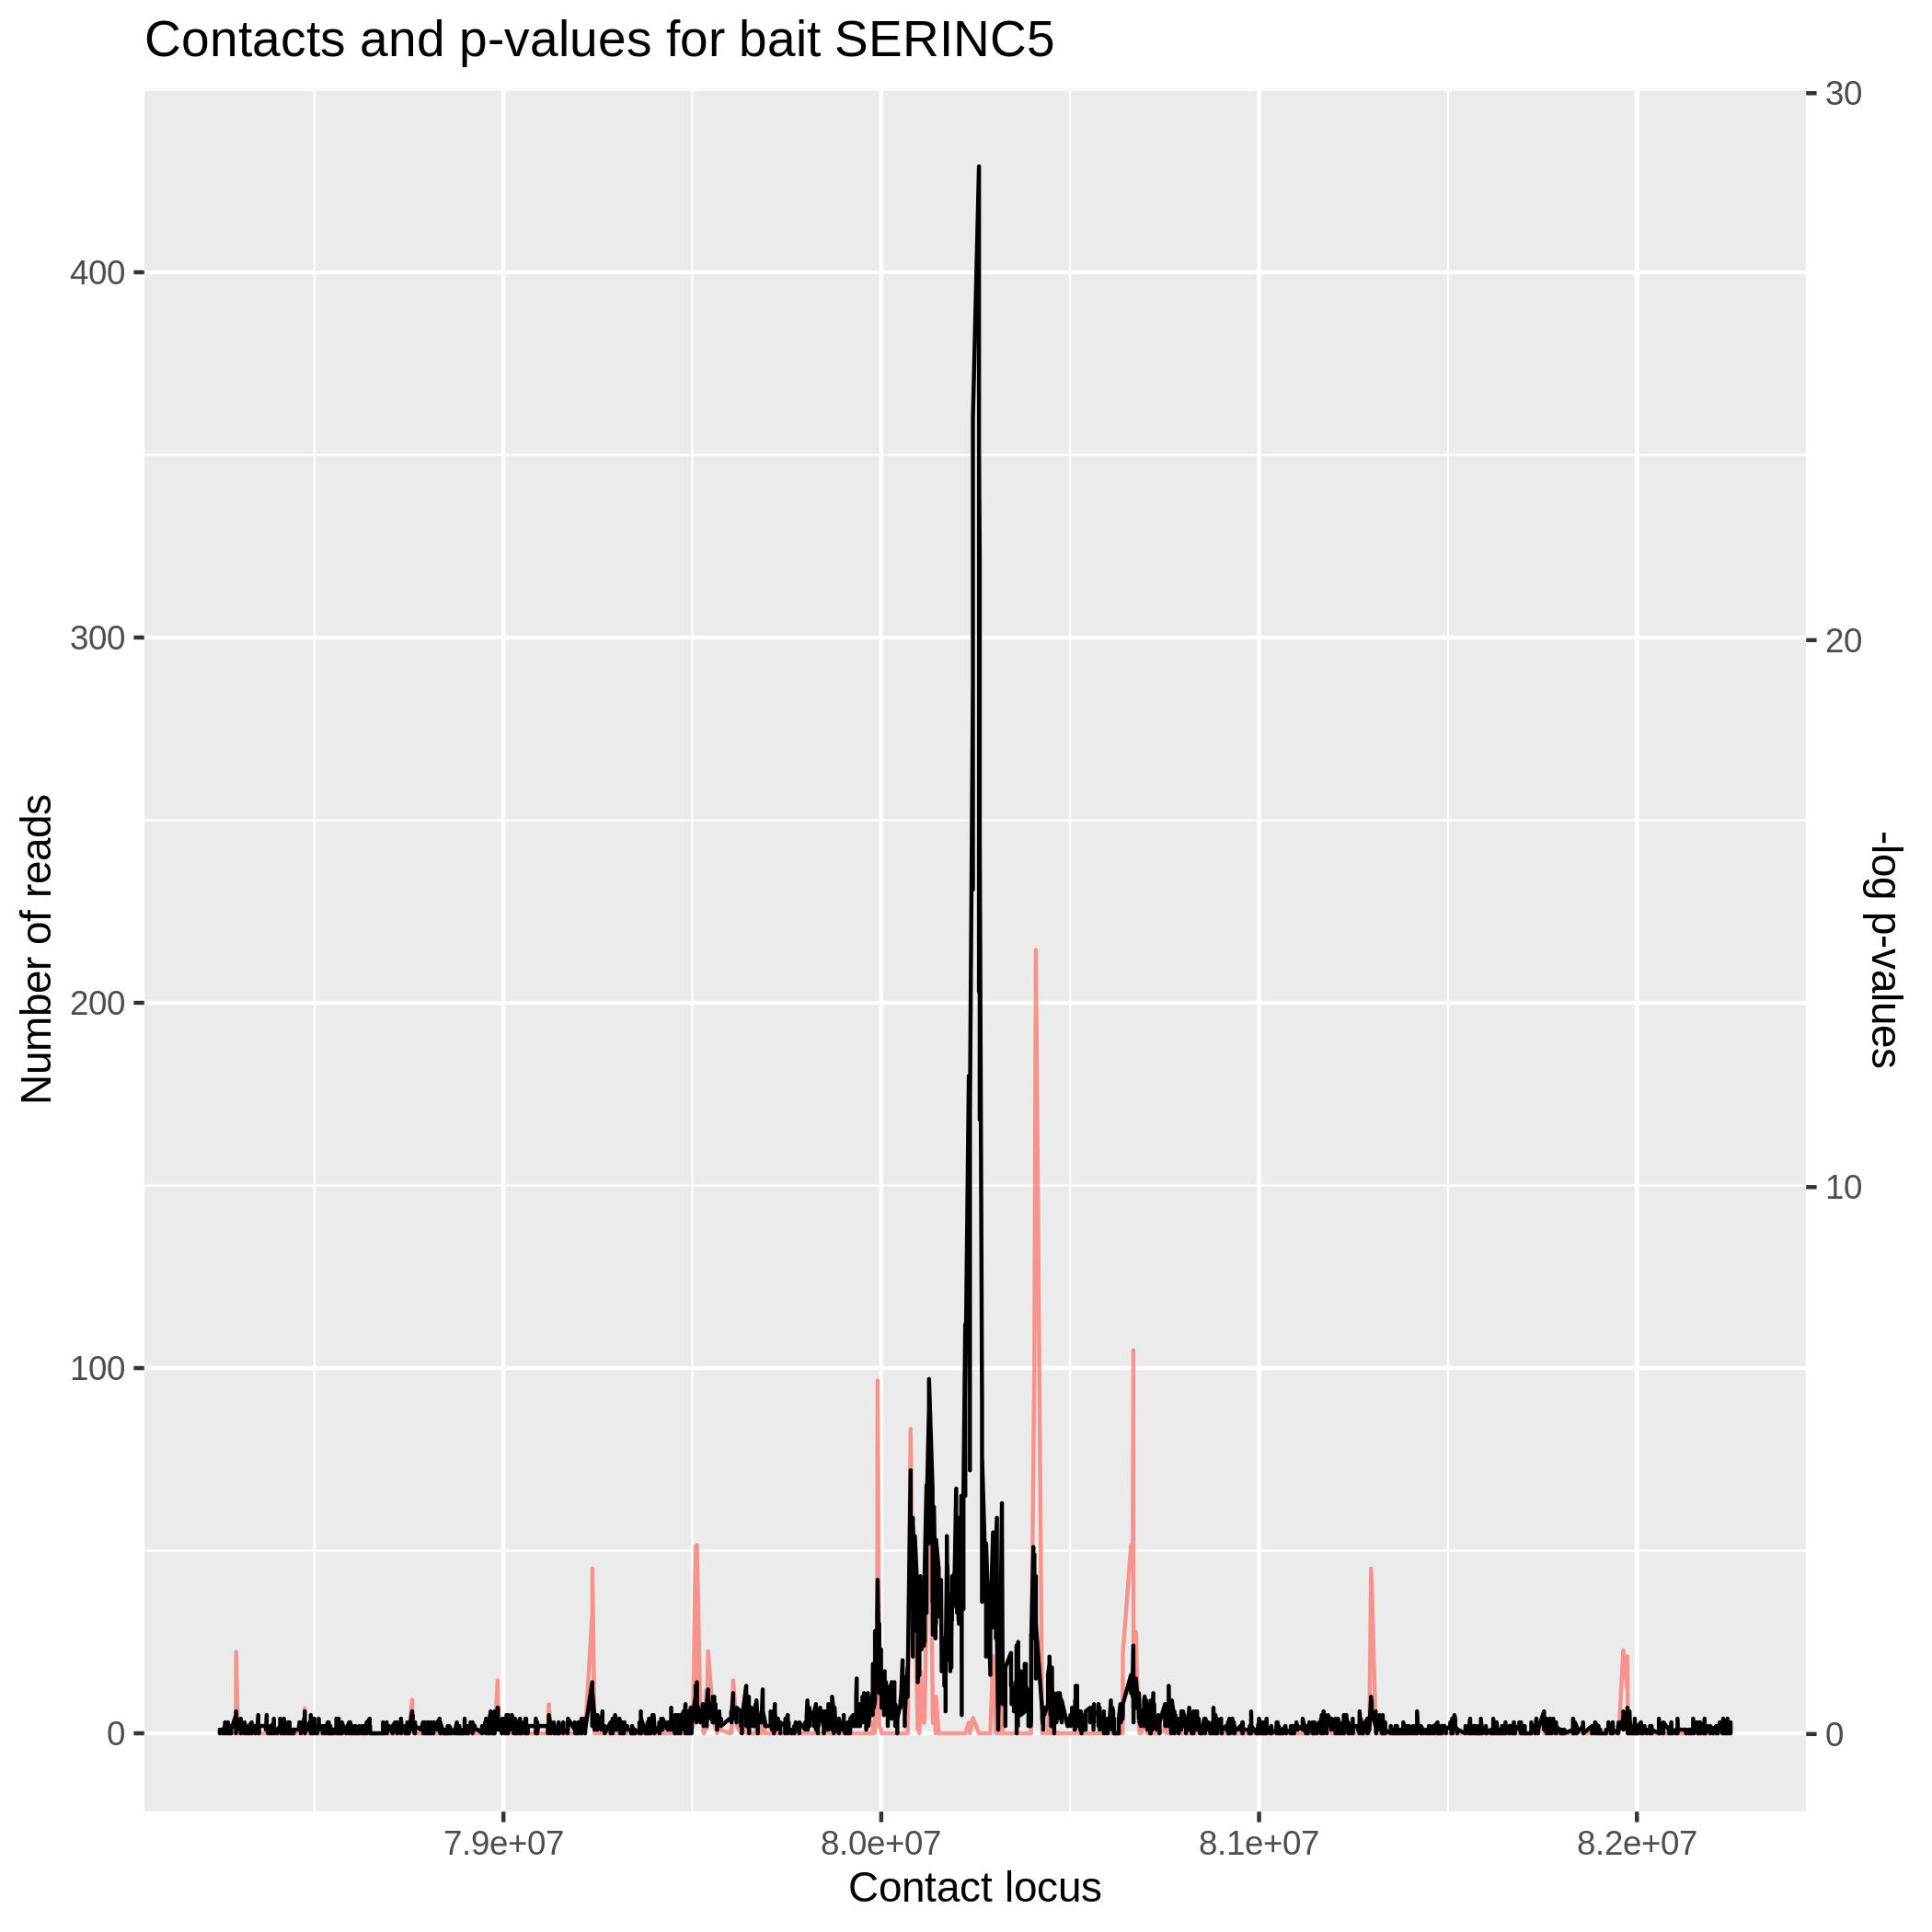 Contacts and p-values for bait SERINC5
30
400
300
20
200
10
100
0
0
Number of reads
-log p-values
7.9e+07
8.0e+07
8.1e+07
8.2e+07
Contact locus